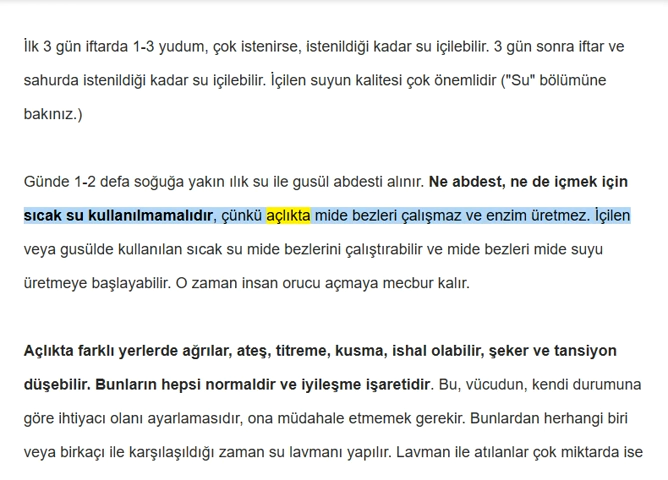 İlk 3 gün iftarda 1-3 yudum, çok istenirse, istenildiği kadar su içilebilir. 3 gün sonra iftar ve
sahurda istenildiği kadar su içilebilir. İçilen suyun kalitesi çok önemlidir ("Su" bölümüne
bakınız.)
Günde 1-2 defa soğuğa yakın ılık su ile gusül abdesti alınır. Ne abdest, ne de içmek için
sıcak su kullanılmamalıdır, çünkü açlıkta mide bezleri çalışmaz ve enzim üretmez. İçilen
veya gusülde kullanılan sıcak su mide bezlerini çalıştırabilir ve mide bezleri mide suyu
üretmeye başlayabilir. O zaman insan orucu açmaya mecbur kalır.
Açlıkta farklı yerlerde ağrılar, ateş, titreme, kusma, ishal olabilir, şeker ve tansiyon
düşebilir. Bunların hepsi normaldir ve iyileşme işaretidir. Bu, vücudun, kendi durumuna
göre ihtiyacı olanı ayarlamasıdır, ona müdahale etmemek gerekir. Bunlardan herhangi biri
veya birkaçı ile karşılaşıldığı zaman su lavmanı yapılır. Lavman ile atılanlar çok miktarda ise